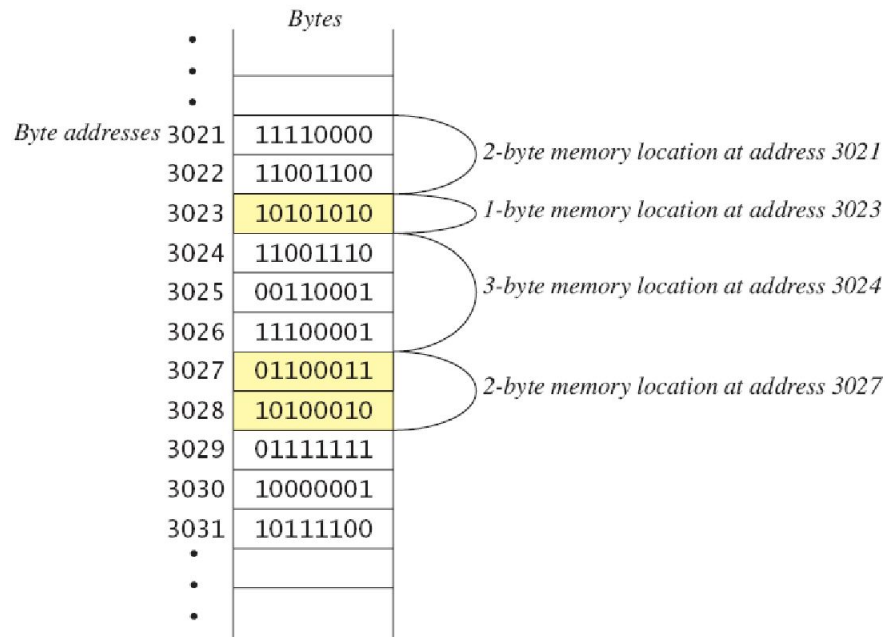 Bytes
Byte addresses 3021 11110000
2-byte memory location at address 3021
3022 11001100
3023 10101010 1-byte memory location at address 3023
3024 11001110
3025 00110001 3-byte memory location at address 3024
3026 11100001
3027 01100011
2-byte memory location at address 3027
3028 10100010
3029 01111111
3030 10000001
3031 10111100